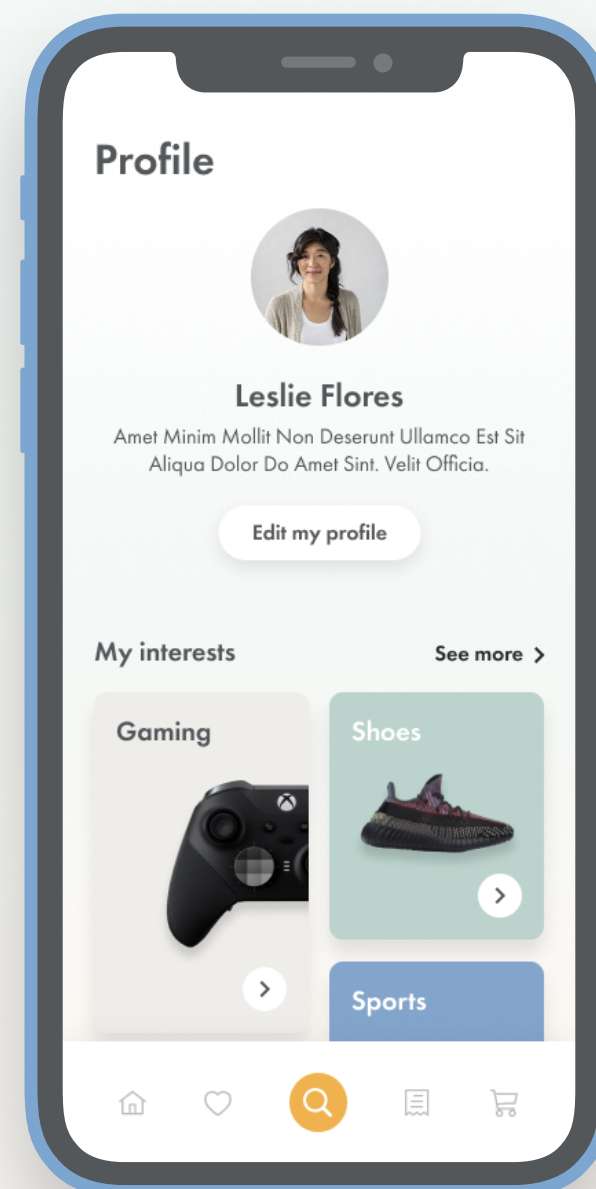 Profile
Leslie Flores
Amet Minim Mollit Non Deserunt Ullamco Est Sit
Aliqua Dolor Do Amet Sint. Velit Officia.
Edit my profile
My interests
See more
Gaming
Shoes
Sports